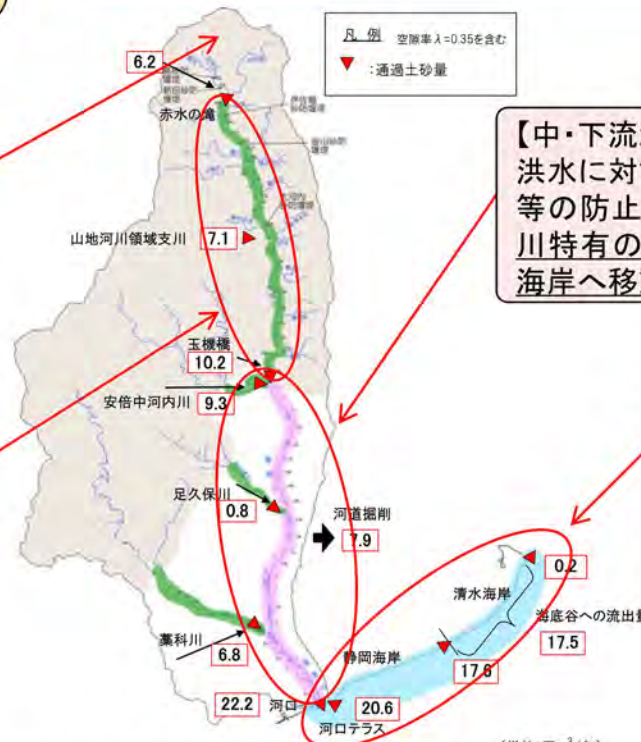 凡 例 空隙率λ=0.35を含む
:通過土砂量
6.2
赤水の滝
【中・下流
洪水に対
等の防止
川特有の
海岸へ移
山地河川領域支川
7.1
玉機橋
10.2
安倍中河内川
9.3
足久保川
0.8
河道掘削
7.9
0.2
清水海岸
海底谷への流出量
17.5
藁科川
6.8
静岡海岸
17.6
22.2
河口
20.6
河口テラス